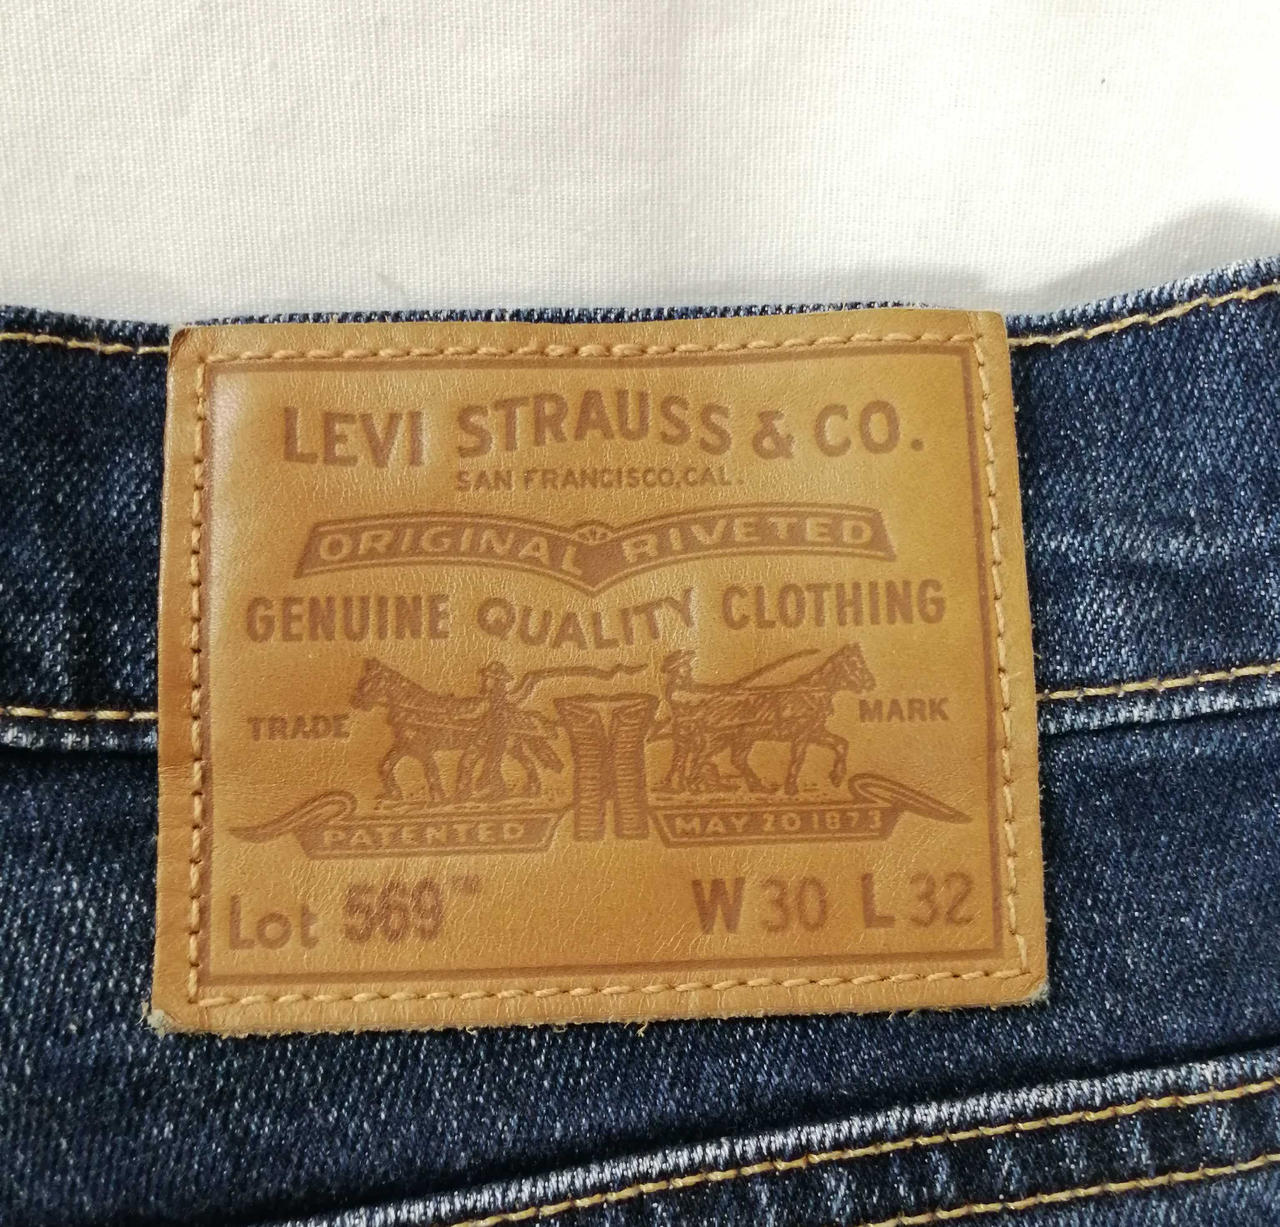 LEVI STRAUSS & CO.
SAN FRANCISCO, CAL.
ORIGINAL RIVETED
GENUINE QUALITY CLOTHING
TRADE MARK
PATENTED MAY 20 1873
Lot 569™ W 30 L 32